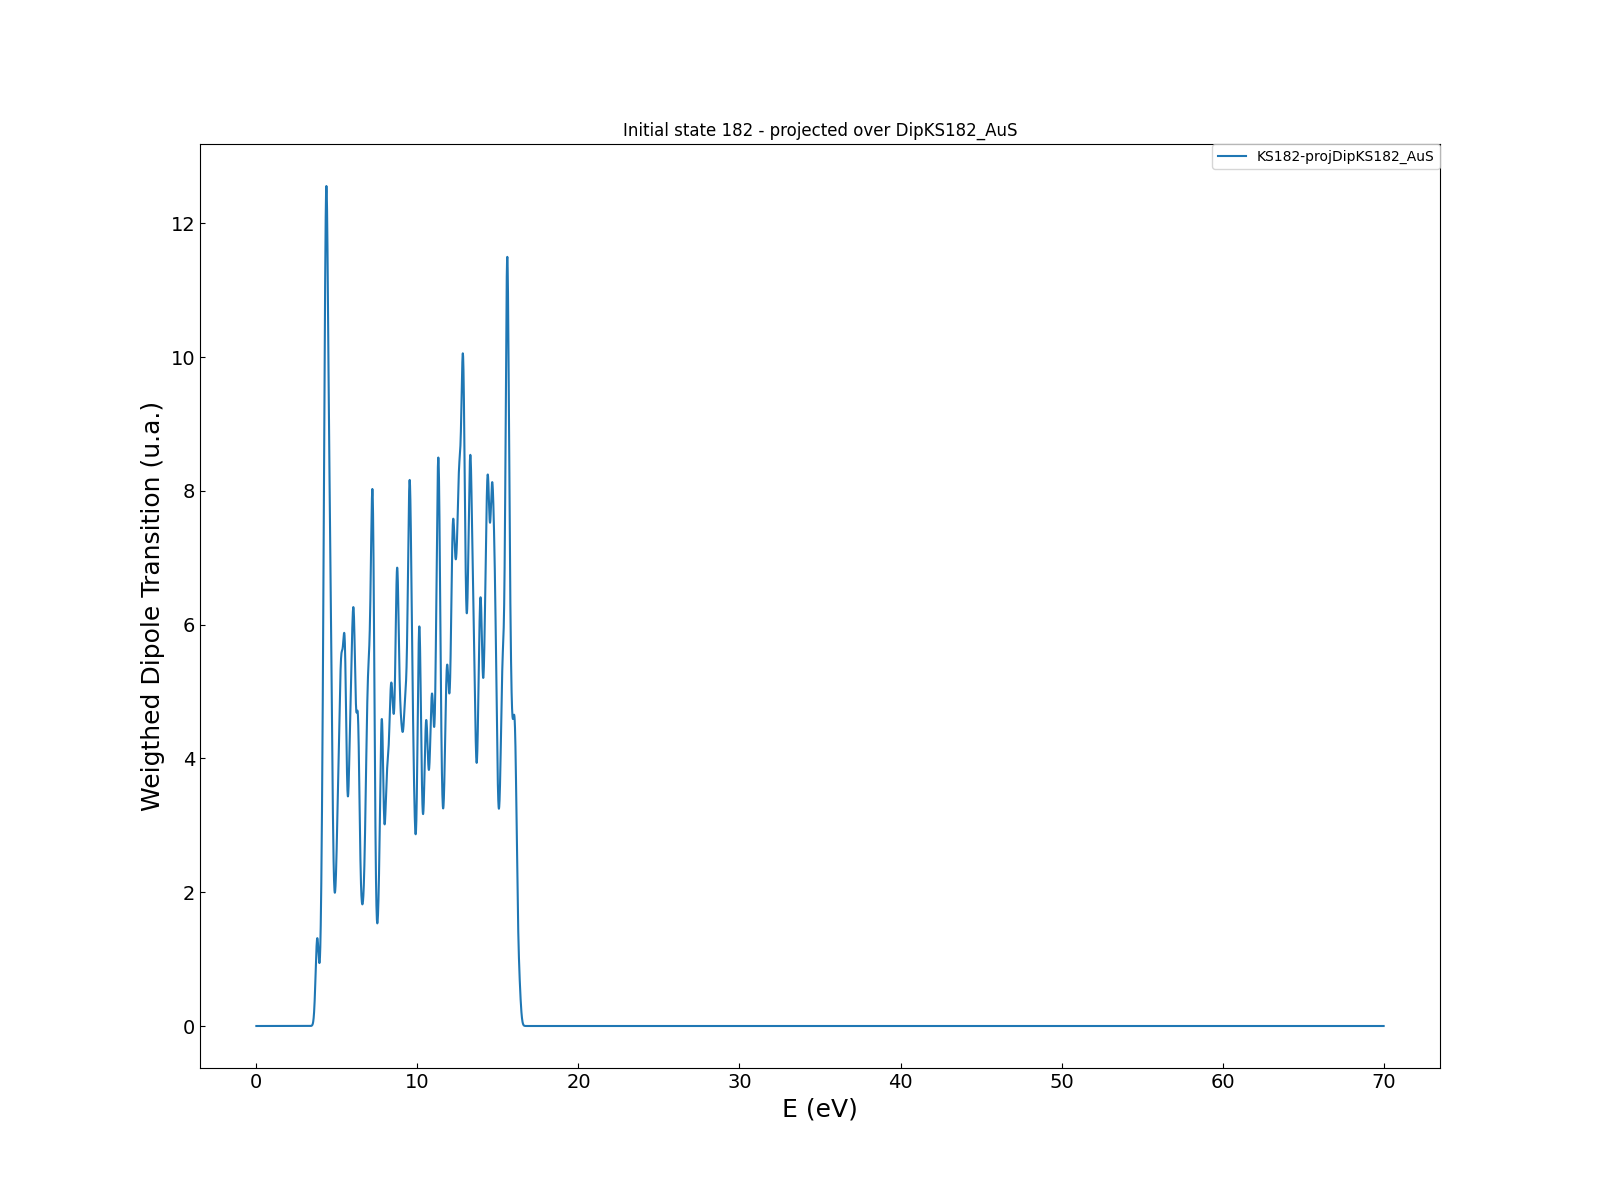 Initial state 182 - projected over DipKS182_AuS
KS182-projDipKS182_AuS
Weigthed Dipole Transition (u.a.)
12
10
8
6
4
2
0
0 10 20 30 40 50 60 70
E (eV)